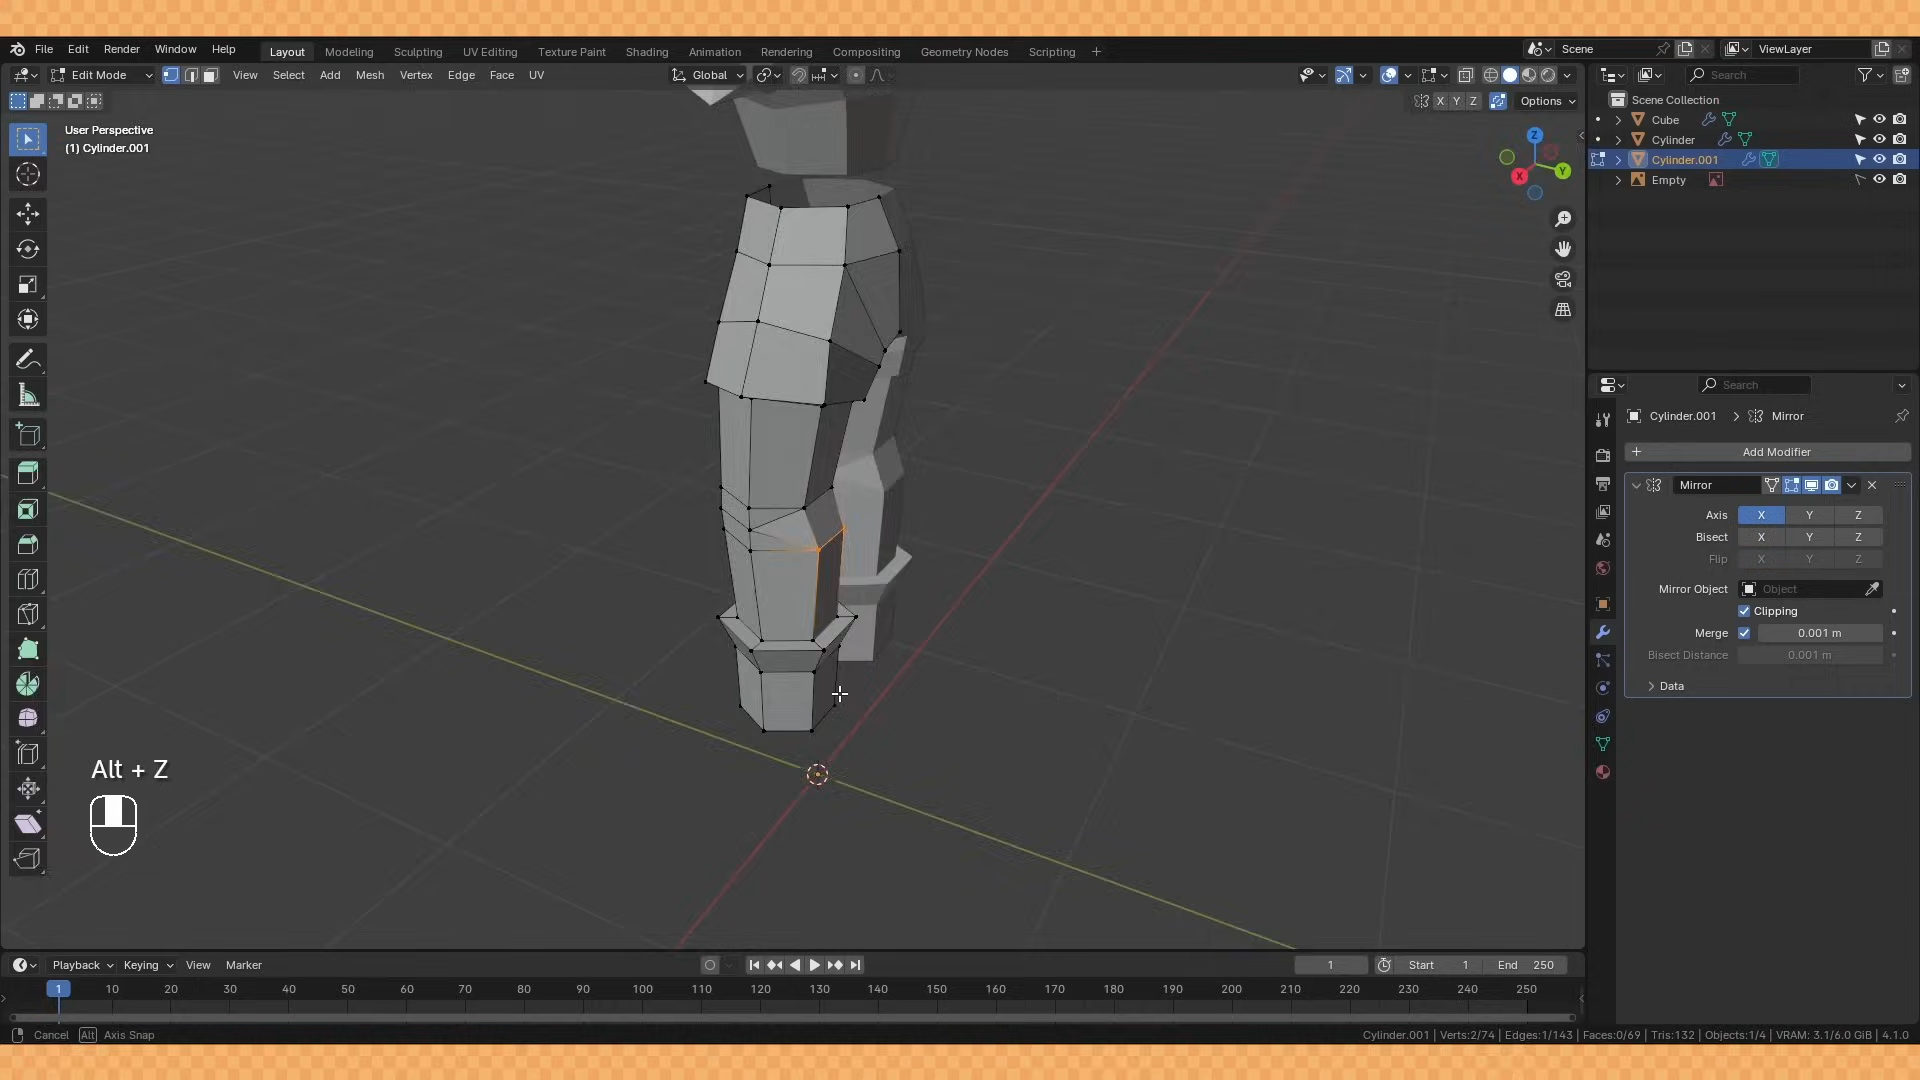 File Edit Render Window Help Layout Modeling Sculpting UV Editing Texture Paint Shading Animation Rendering Compositing Geometry Nodes Scripting + Scene ViewLayer
Edit Mode View Select Add Mesh Vertex Edge Face UV Global Search
X Y Z Options
User Perspective
(1) Cylinder.001
Z
Y
X
Scene Collection
Cube
Cylinder
Cylinder.001
Empty
Search
Cylinder.001 > Mirror
+ Add Modifier
Mirror
Axis X Y Z
Bisect X Y Z
Flip X Y Z
Mirror Object Object
Clipping
Merge 0.001 m
Bisect Distance 0.001 m
Data
Alt + Z
Playback Keying View Marker 1 Start 1 End 250
1 10 20 30 40 50 60 70 80 90 100 110 120 130 140 150 160 170 180 190 200 210 220 230 240 250
Cancel Alt Axis Snap Cylinder.001 | Verts:2/74 | Edges:1/143 | Faces:0/69 | Tris:132 | Objects:1/4 | VRAM: 3.1/6.0 GiB | 4.1.0